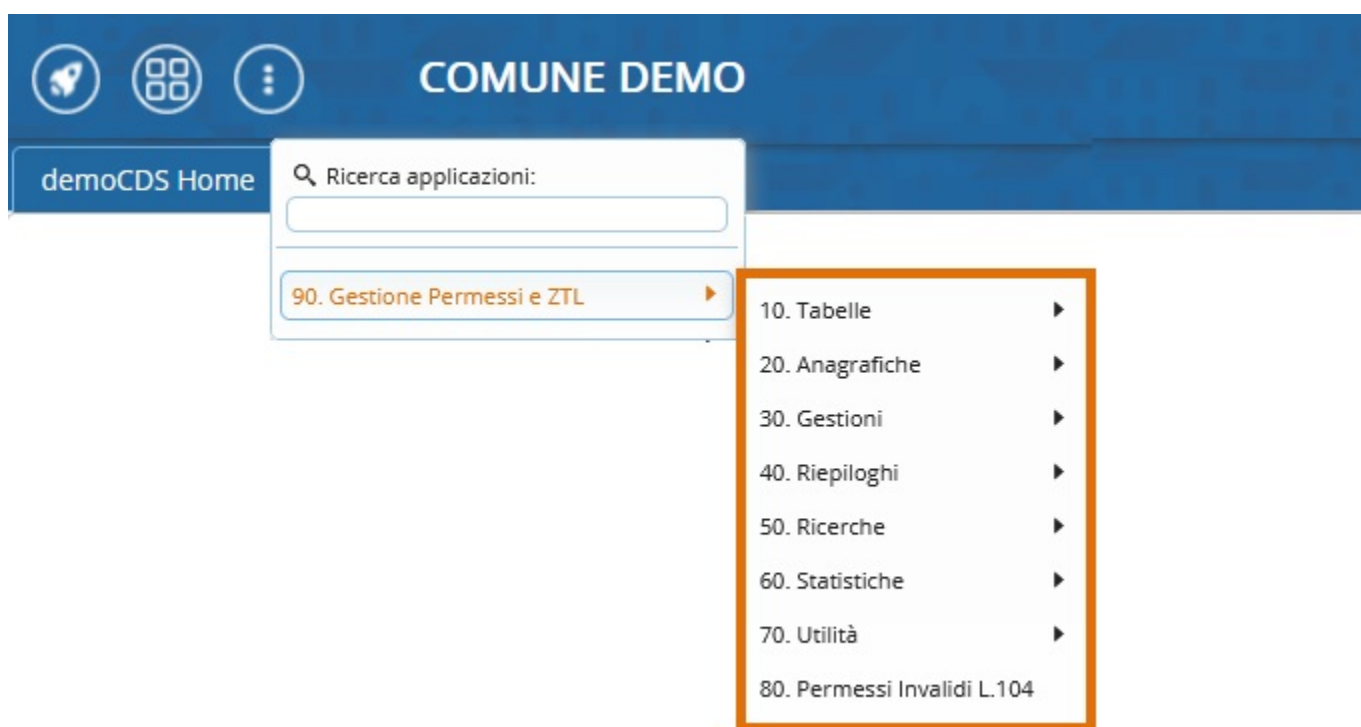 COMUNE DEMO
demoCDS Home
Ricerca applicazioni:
90. Gestione Permessi e ZTL
10. Tabelle
20. Anagrafiche
30. Gestioni
40. Riepiloghi
50. Ricerche
60. Statistiche
70. Utilità
80. Permessi Invalidi L.104